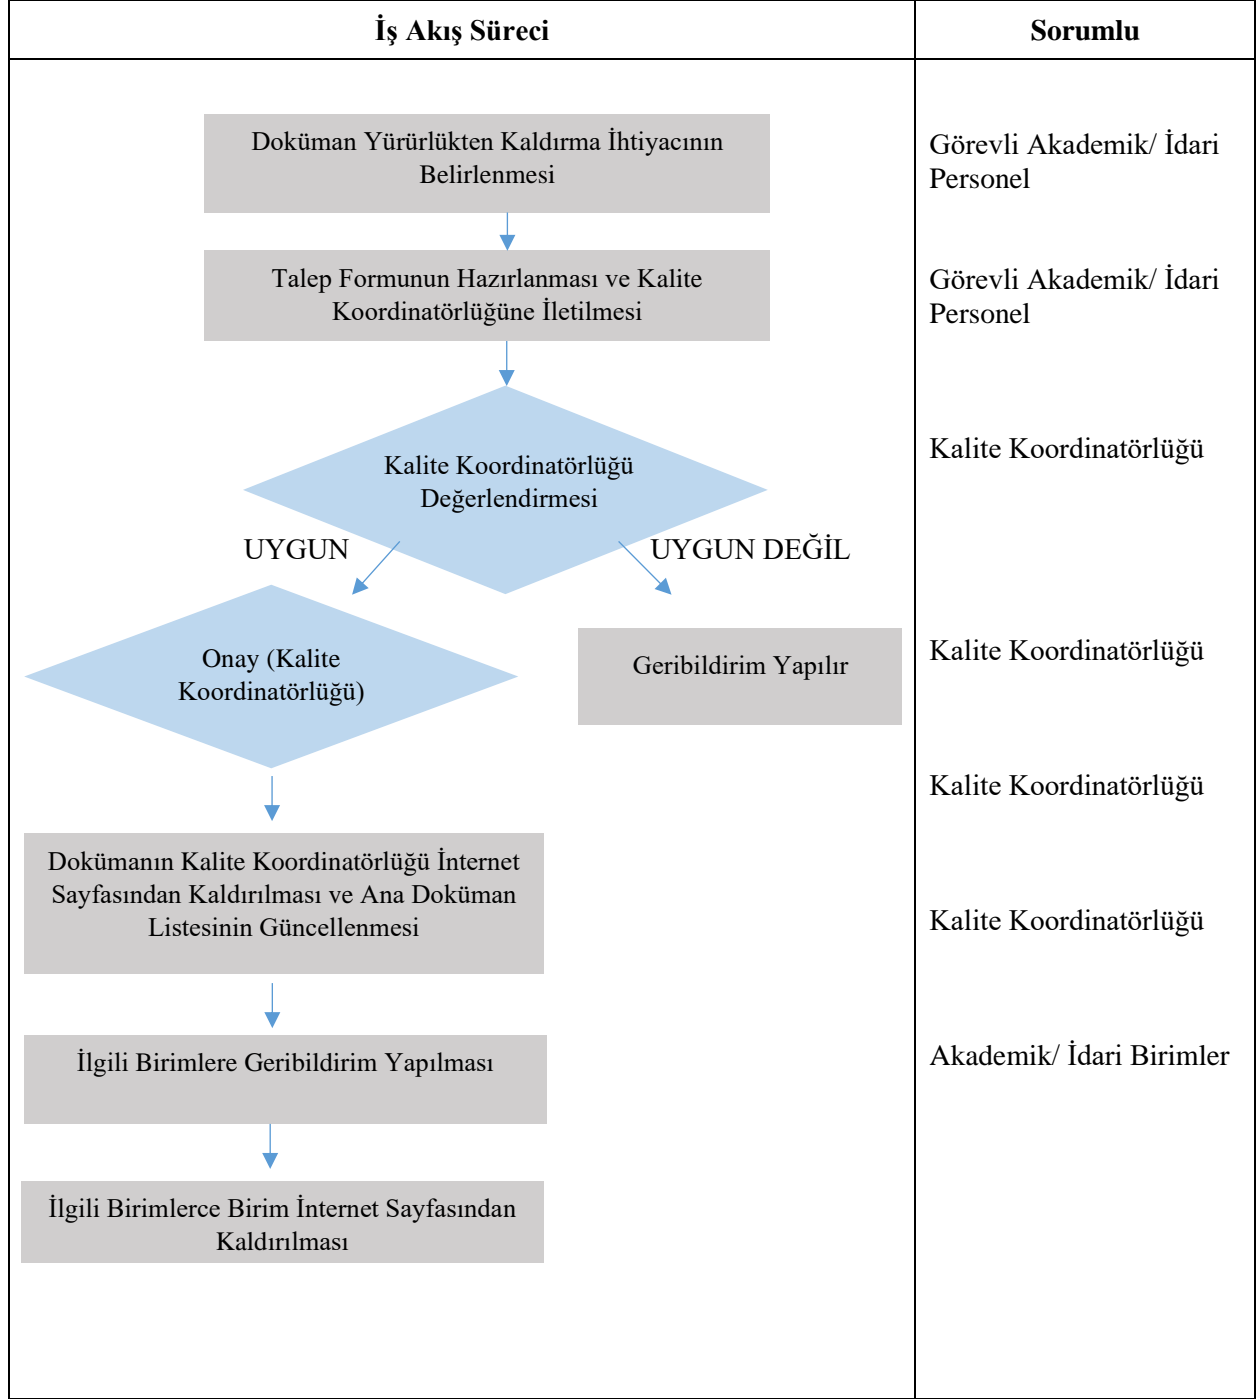 İş Akış Süreci
Sorumlu
Doküman Yürürlükten Kaldırma İhtiyacının
Belirlenmesi
Görevli Akademik/ İdari
Personel
Talep Formunun Hazırlanması ve Kalite
Koordinatörlüğüne İletilmesi
Görevli Akademik/ İdari
Personel
Kalite Koordinatörlüğü
Değerlendirmesi
Kalite Koordinatörlüğü
UYGUN
UYGUN DEĞİL
Onay (Kalite
Koordinatörlüğü)
Geribildirim Yapılır
Kalite Koordinatörlüğü
Kalite Koordinatörlüğü
Dokümanın Kalite Koordinatörlüğü İnternet
Sayfasından Kaldırılması ve Ana Doküman
Listesinin Güncellenmesi
Kalite Koordinatörlüğü
İlgili Birimlere Geribildirim Yapılması
Akademik/ İdari Birimler
İlgili Birimlerce Birim İnternet Sayfasından
Kaldırılması